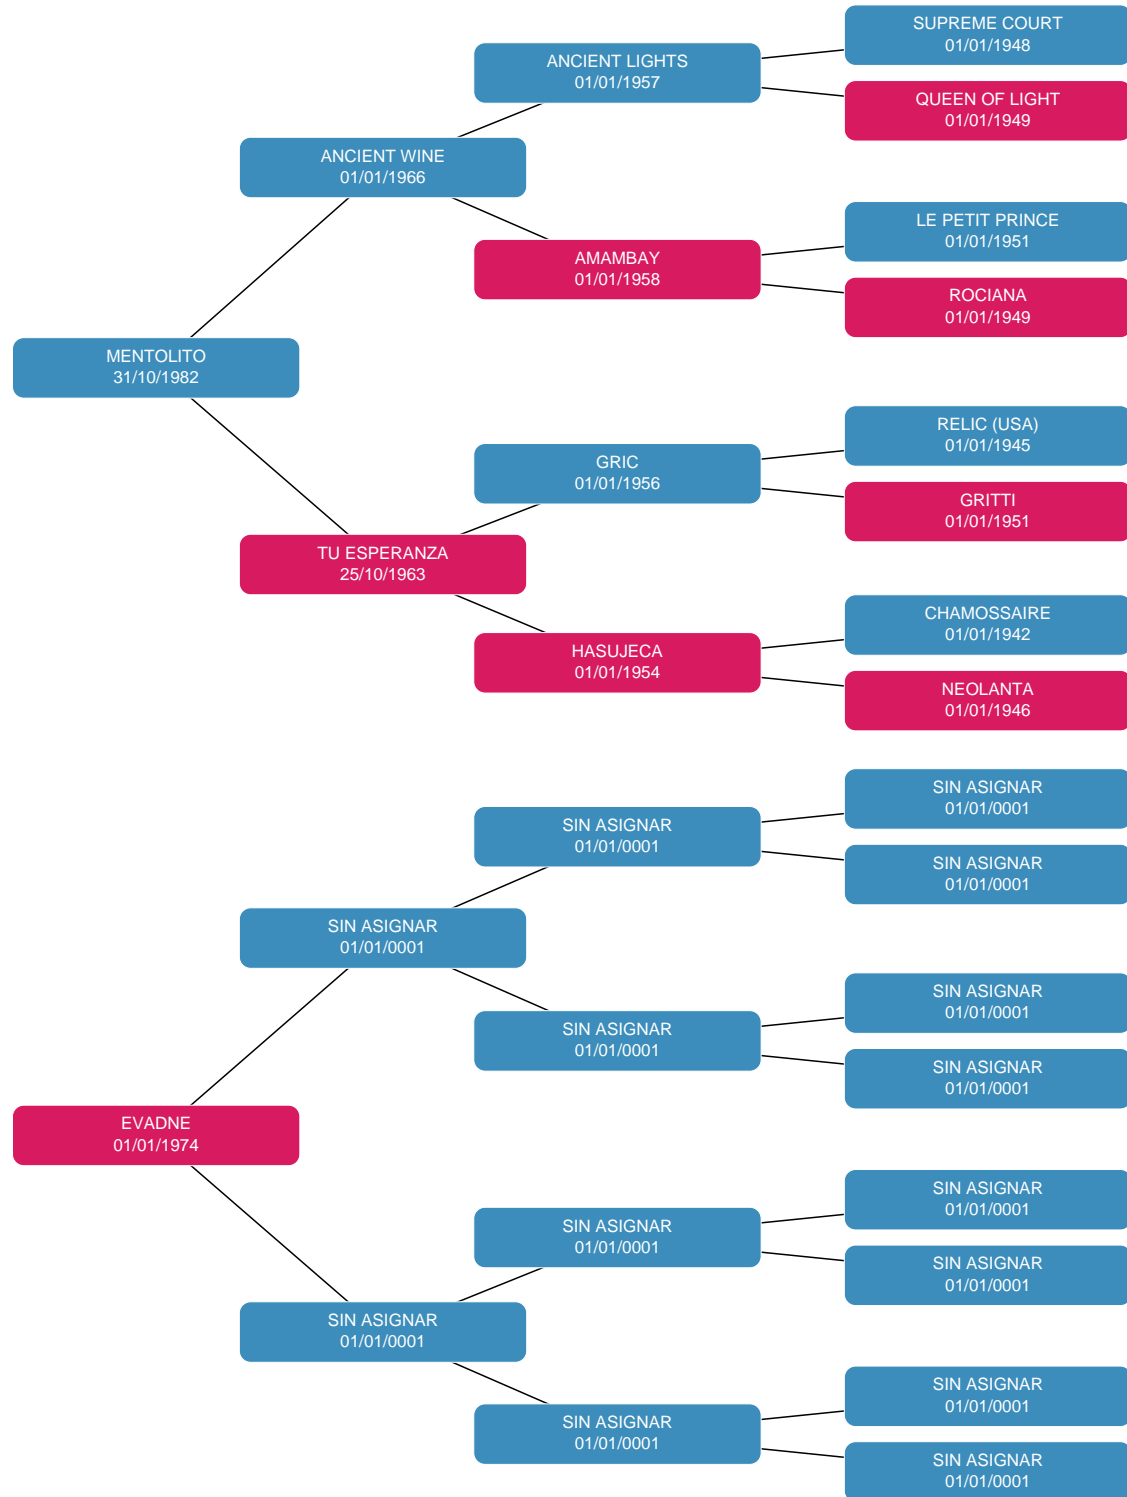 SUPREME COURT
01/01/1948
ANCIENT LIGHTS
01/01/1957
QUEEN OF LIGHT
01/01/1949
ANCIENT WINE
01/01/1966
LE PETIT PRINCE
01/01/1951
AMAMBAY
01/01/1958
ROCIANA
01/01/1949
MENTOLITO
31/10/1982
RELIC (USA)
01/01/1945
GRIC
01/01/1956
GRITTI
01/01/1951
TU ESPERANZA
25/10/1963
CHAMOSSAIRE
01/01/1942
HASUJECA
01/01/1954
NEOLANTA
01/01/1946
SIN ASIGNAR
01/01/0001
SIN ASIGNAR
01/01/0001
SIN ASIGNAR
01/01/0001
SIN ASIGNAR
01/01/0001
SIN ASIGNAR
01/01/0001
SIN ASIGNAR
01/01/0001
SIN ASIGNAR
01/01/0001
EVADNE
01/01/1974
SIN ASIGNAR
01/01/0001
SIN ASIGNAR
01/01/0001
SIN ASIGNAR
01/01/0001
SIN ASIGNAR
01/01/0001
SIN ASIGNAR
01/01/0001
SIN ASIGNAR
01/01/0001
SIN ASIGNAR
01/01/0001